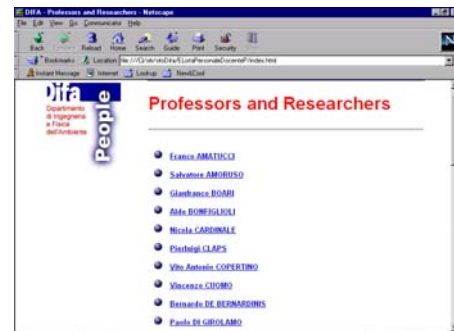 DIFA - Professors and Researchers - Netscape
File Edit View Go Communicator Help
Back Reload Home Search Guide Print Security
Bookmarks Location
Instant Message Internet Lookup New&Cool
Difa
Dipartimento
di Ingegneria
e Fisica
dell'Ambiente
People
Professors and Researchers
Franco AMATUCCI
Salvatore AMORUSO
Gianfranco BOARI
Aldo BONFIGLIOLI
Nicola CARDINALE
Pierluigi CLAPS
Vito Antonio COPERTINO
Vincenzo CUOMO
Bernardo DE BERNARDINIS
Paolo DI GIROLAMO